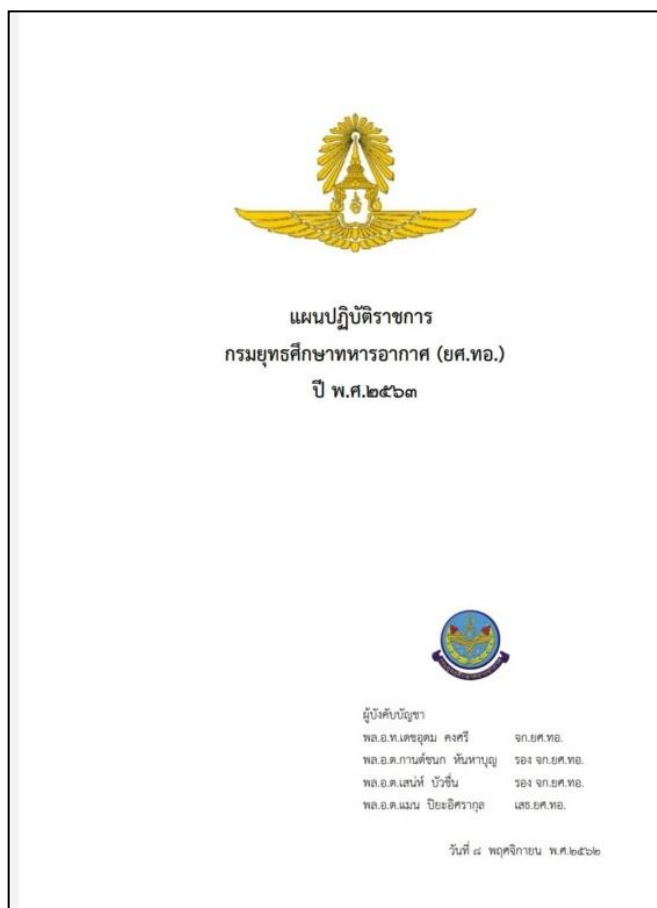 แผนปฏิบัติราชการ
กรมยุทธศึกษาทหารอากาศ (ยศ.ทอ.)
ปี พ.ศ.๒๕๖๓
ผู้บังคับบัญชา
พล.อ.ท.เดชอุดม คงศรี จก.ยศ.ทอ.
พล.อ.ต.กานต์ชนก หันหาบุญ รอง จก.ยศ.ทอ.
พล.อ.ต.เสน่ห์ บัวชื่น รอง จก.ยศ.ทอ.
พล.อ.ต.แมน ปิยะอิศรากุล เสธ.ยศ.ทอ.
วันที่ ๘ พฤศจิกายน พ.ศ.๒๕๖๒